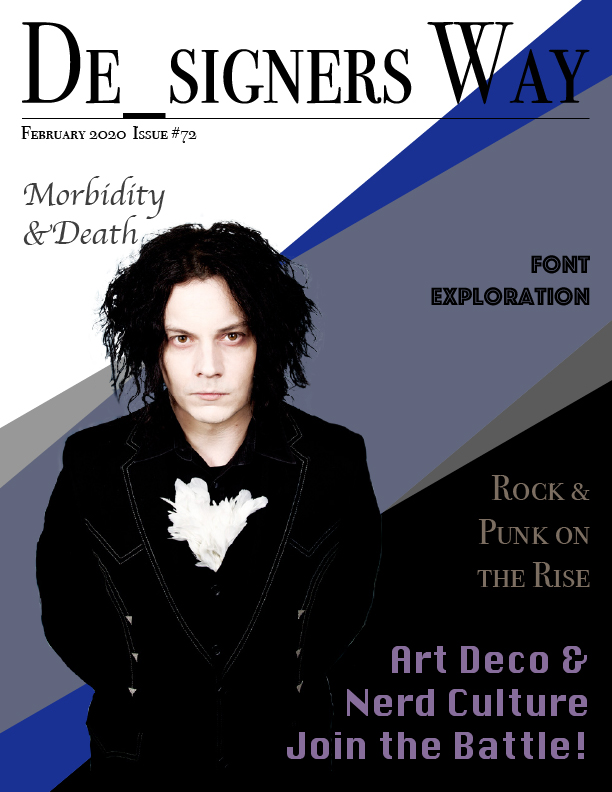 De_signers Way
February 2020 Issue #72
Morbidity
&Death
FONT
EXPLORATION
Rock &
Punk on
the Rise
Art Deco &
Nerd Culture
Join the Battle!